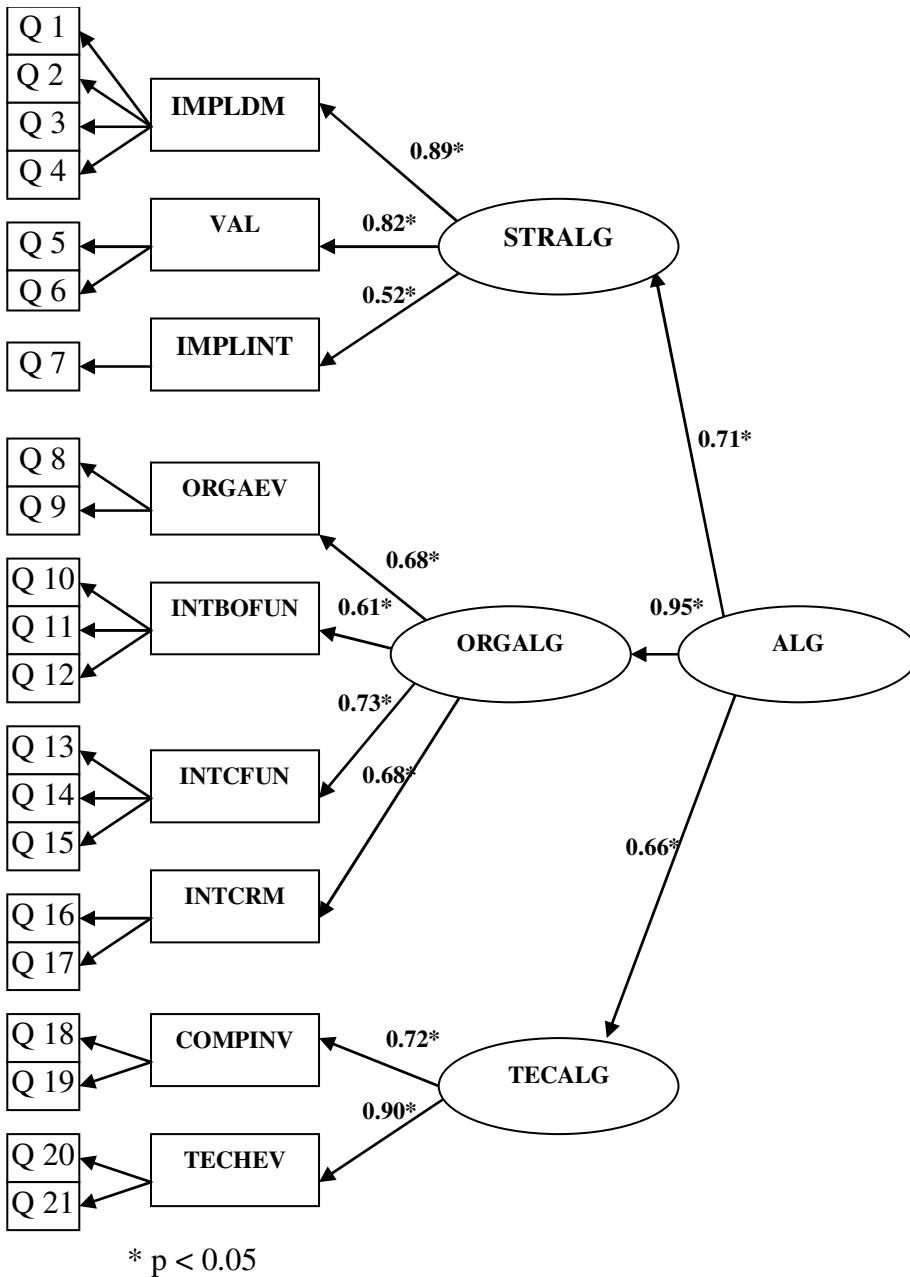 Q 1
Q 2
Q 3
Q 4
IMPLDM
0.89*
Q 5
Q 6
VAL
0.82*
STRALG
0.52*
Q 7
IMPLINT
0.71*
Q 8
Q 9
ORGAEV
0.68*
Q 10
Q 11
Q 12
INTBOFUN
0.61*
ORGALG
0.95*
ALG
0.73*
Q 13
Q 14
Q 15
INTCFUN
0.68*
0.66*
Q 16
Q 17
INTCRM
Q 18
Q 19
COMPINV
0.72*
TECALG
0.90*
Q 20
Q 21
TECHEV
* p < 0.05